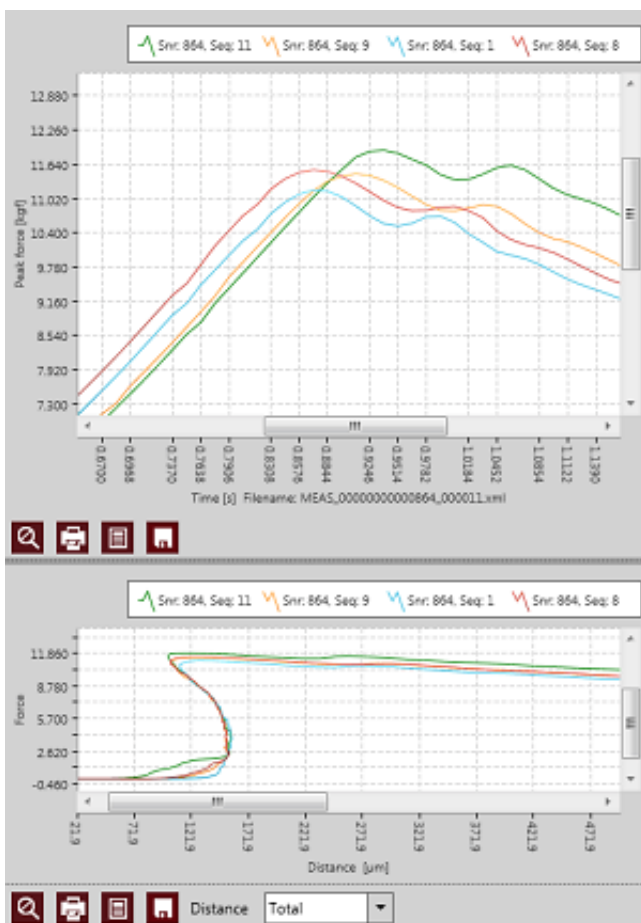 Snr: 864, Seq: 11 Snr: 864, Seq: 9 Snr: 864, Seq: 1 Snr: 864, Seq: 8
Peak force [kgf]
12.880
12.260
11.640
11.020
10.400
9.780
9.160
8.540
7.920
7.300
0.6700 0.6968 0.7370 0.7638 0.7906 0.8308 0.8576 0.8844 0.9246 0.9514 0.9782 1.0184 1.0452 1.0854 1.1122 1.1390
Time [s] Filename: MEAS_00000000000864_000011.xml
Snr: 864, Seq: 11 Snr: 864, Seq: 9 Snr: 864, Seq: 1 Snr: 864, Seq: 8
Force
11.860
8.780
5.700
2.620
-0.460
21.9 71.9 121.9 171.9 221.9 271.9 321.9 371.9 421.9 471.9
Distance [µm]
Distance Total